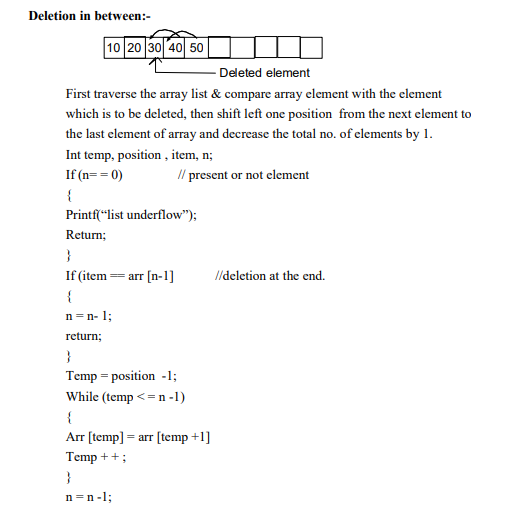 Deletion in between:-
10 20 30 40 50
Deleted element
First traverse the array list & compare array element with the element
which is to be deleted, then shift left one position from the next element to
the last element of array and decrease the total no. of elements by 1.
Int temp, position , item, n;
If (n= = 0) // present or not element
{
Printf(“list underflow”);
Return;
}
If (item == arr [n-1] //deletion at the end.
{
n = n- 1;
return;
}
Temp = position -1;
While (temp < = n -1)
{
Arr [temp] = arr [temp +1]
Temp + + ;
}
n = n -1;